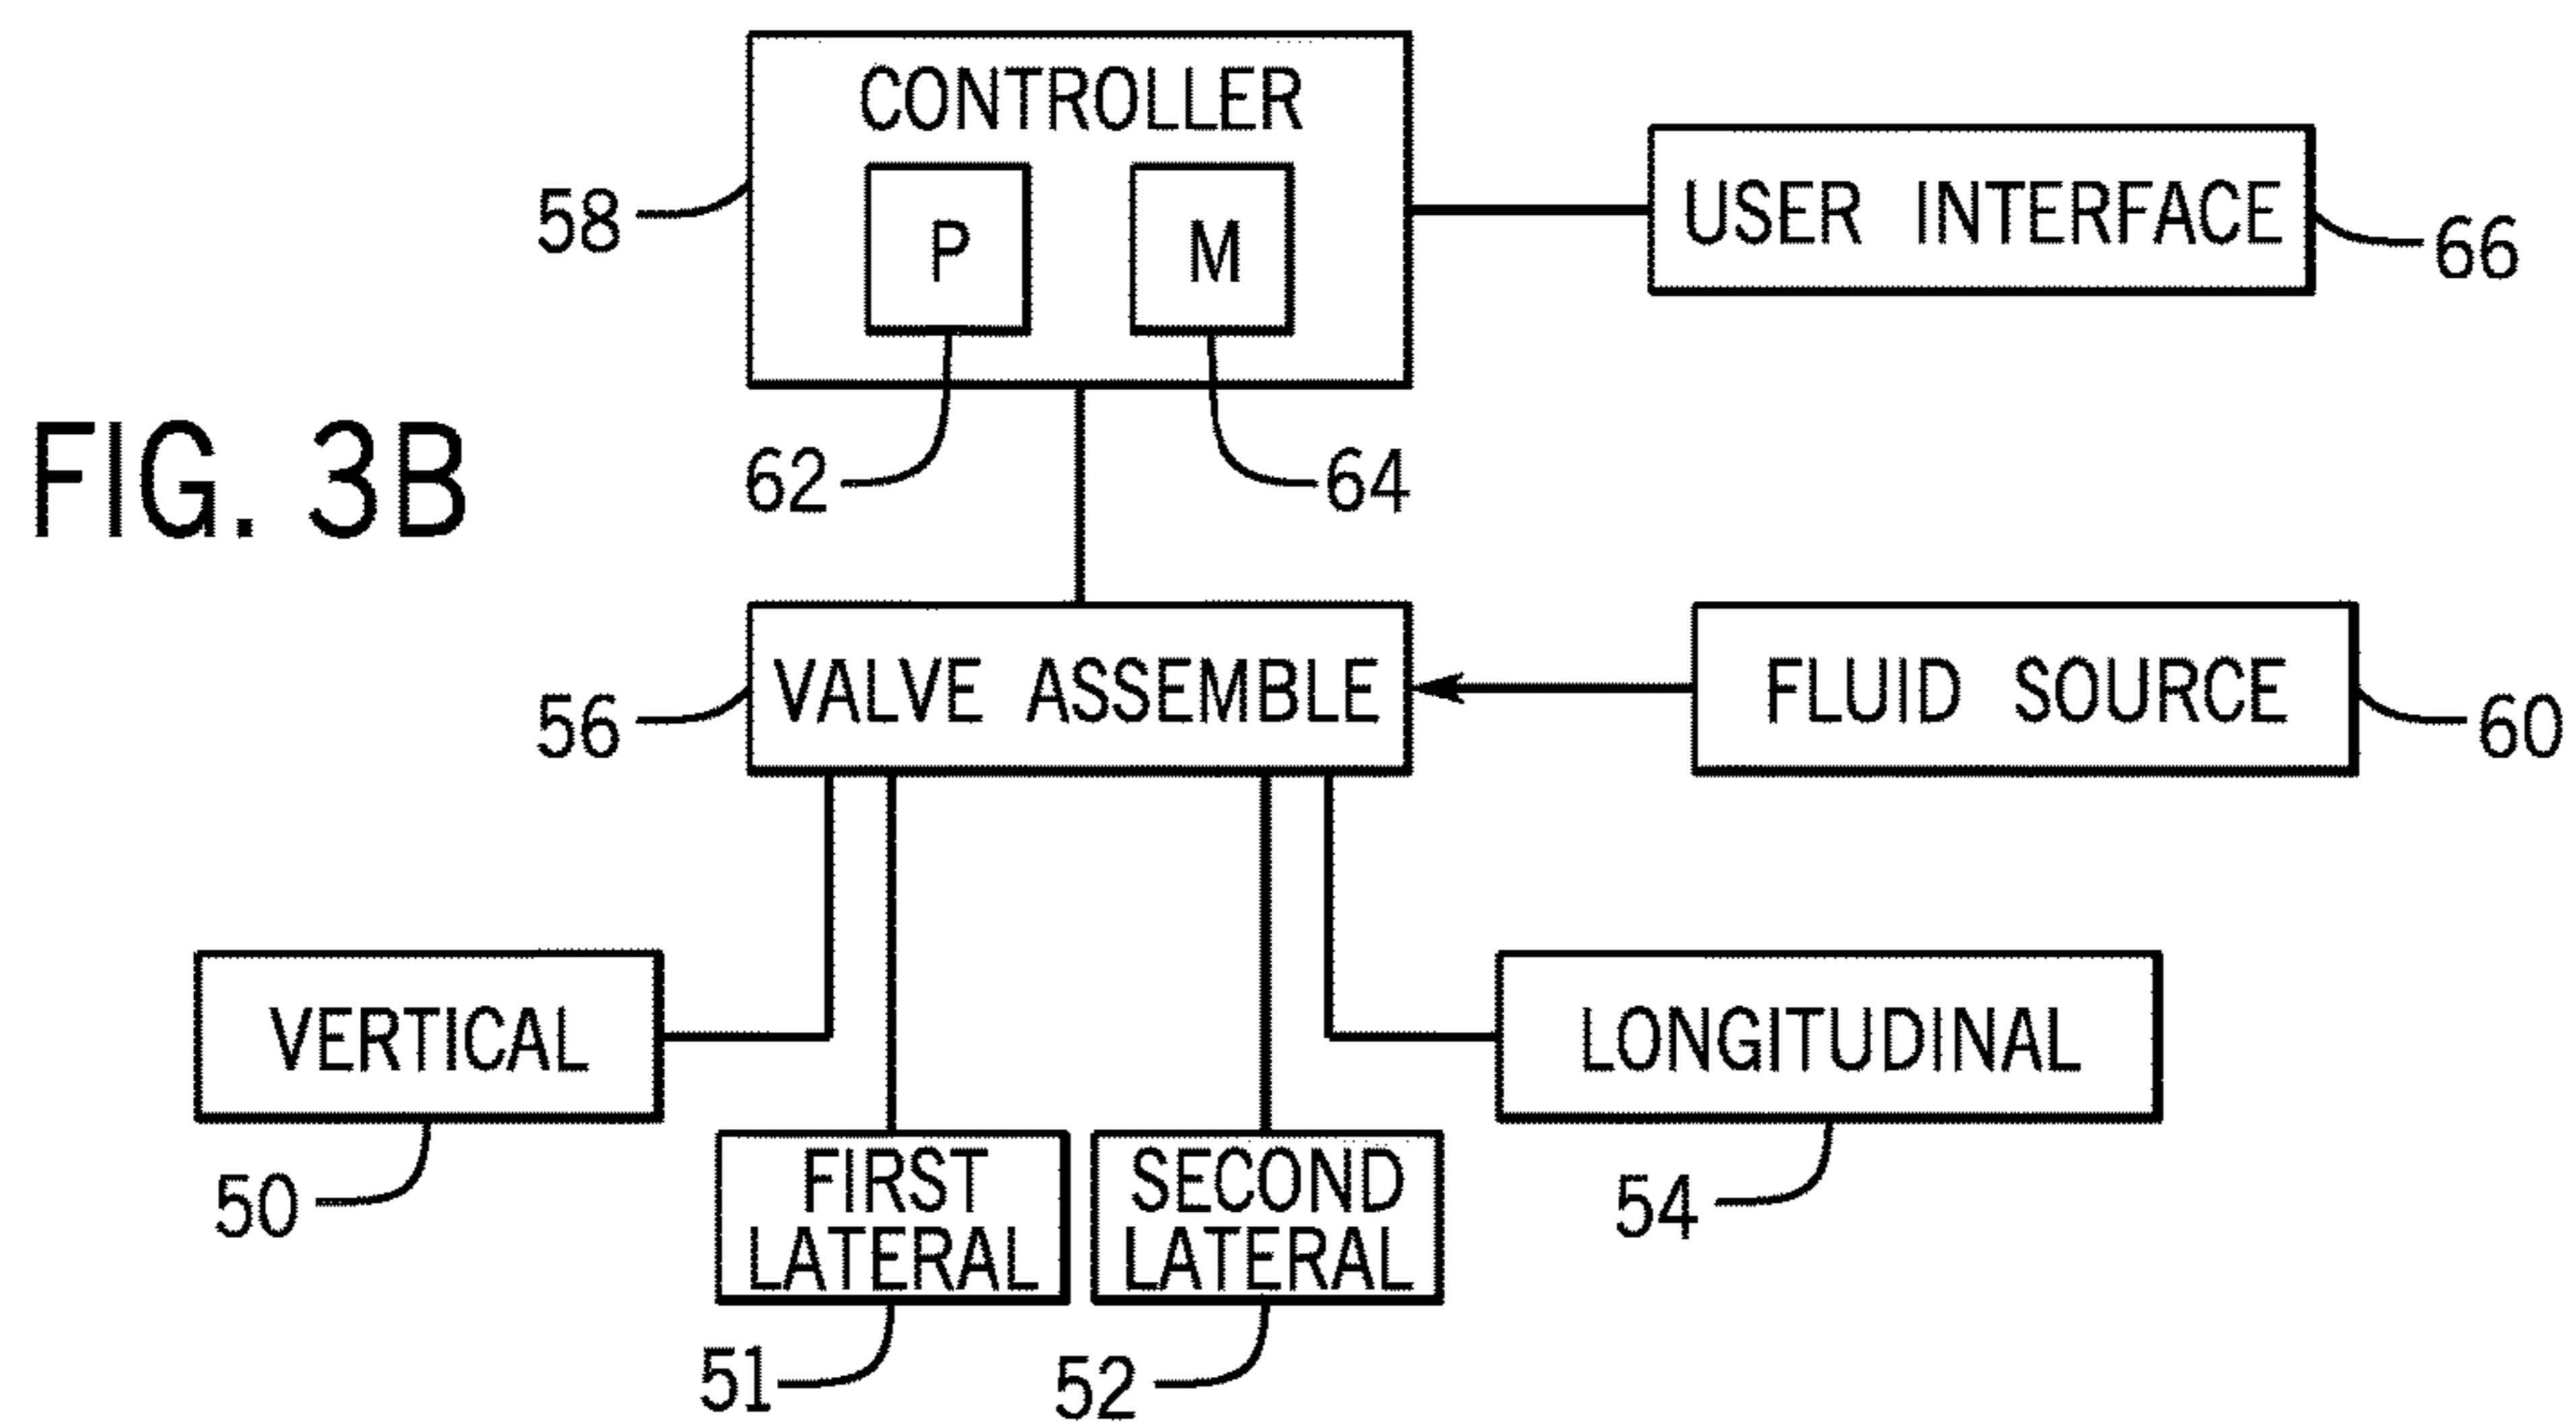 CONTROLLER
P
M
58
USER INTERFACE
66
62
64
FIG. 3B
VALVE ASSEMBLE
56
FLUID SOURCE
60
VERTICAL
50
LONGITUDINAL
54
FIRST
LATERAL
51
SECOND
LATERAL
52